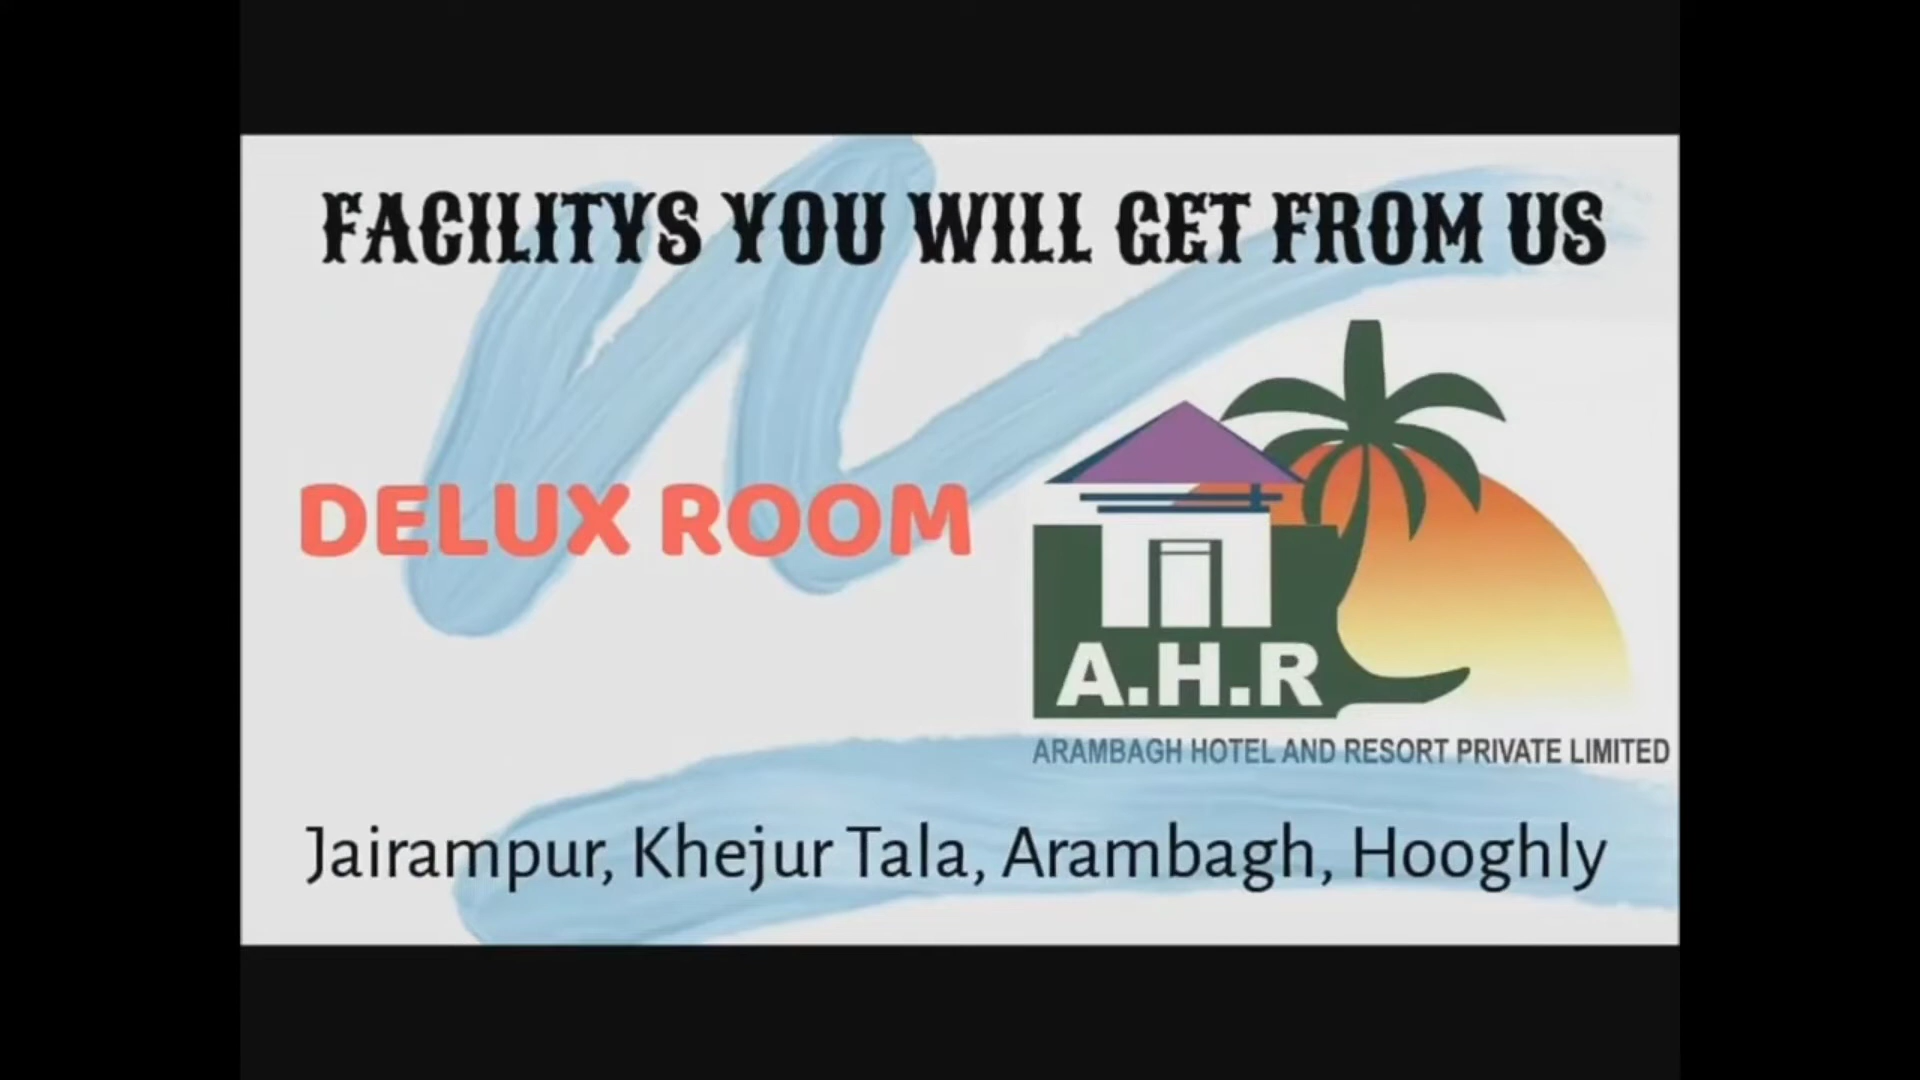 FACILITYS YOU WILL GET FROM US
DELUX ROOM
A.H.R
ARAMBAGH HOTEL AND RESORT PRIVATE LIMITED
Jairampur, Khejur Tala, Arambagh, Hooghly